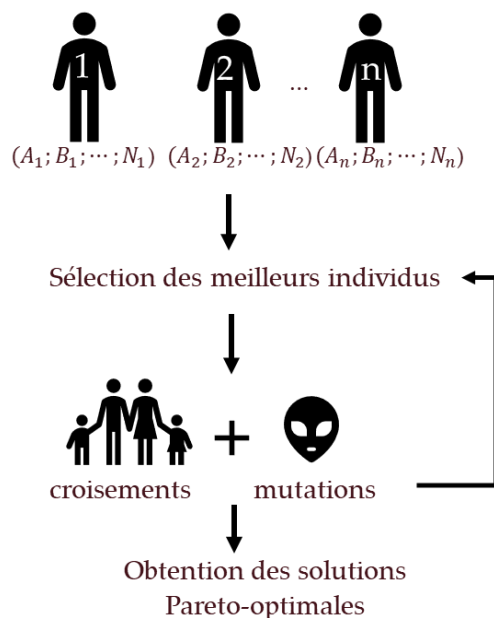 1 2 ... n
(A₁; B₁; ⋯ ; N₁) (A₂; B₂; ⋯ ; N₂) (Aₙ; Bₙ; ⋯ ; Nₙ)
Sélection des meilleurs individus
+
croisements mutations
Obtention des solutions
Pareto-optimales